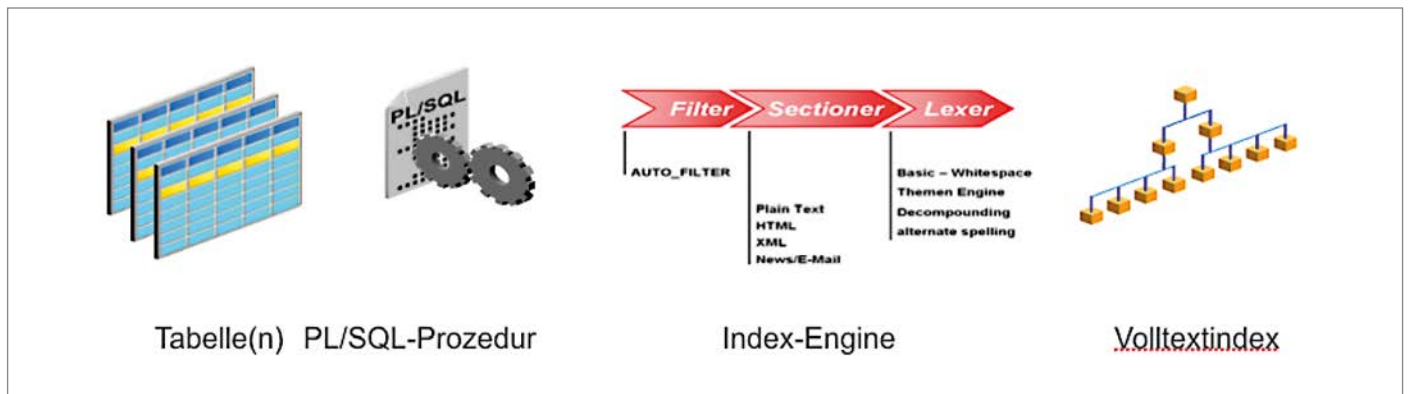 PL/SQL
Filter
Sectioner
Lexer
AUTO_FILTER
Plain Text
HTML
XML
News/E-Mail
Basic – Whitespace
Themen Engine
Decompounding
alternate spelling
Tabelle(n)
PL/SQL-Prozedur
Index-Engine
Volltextindex